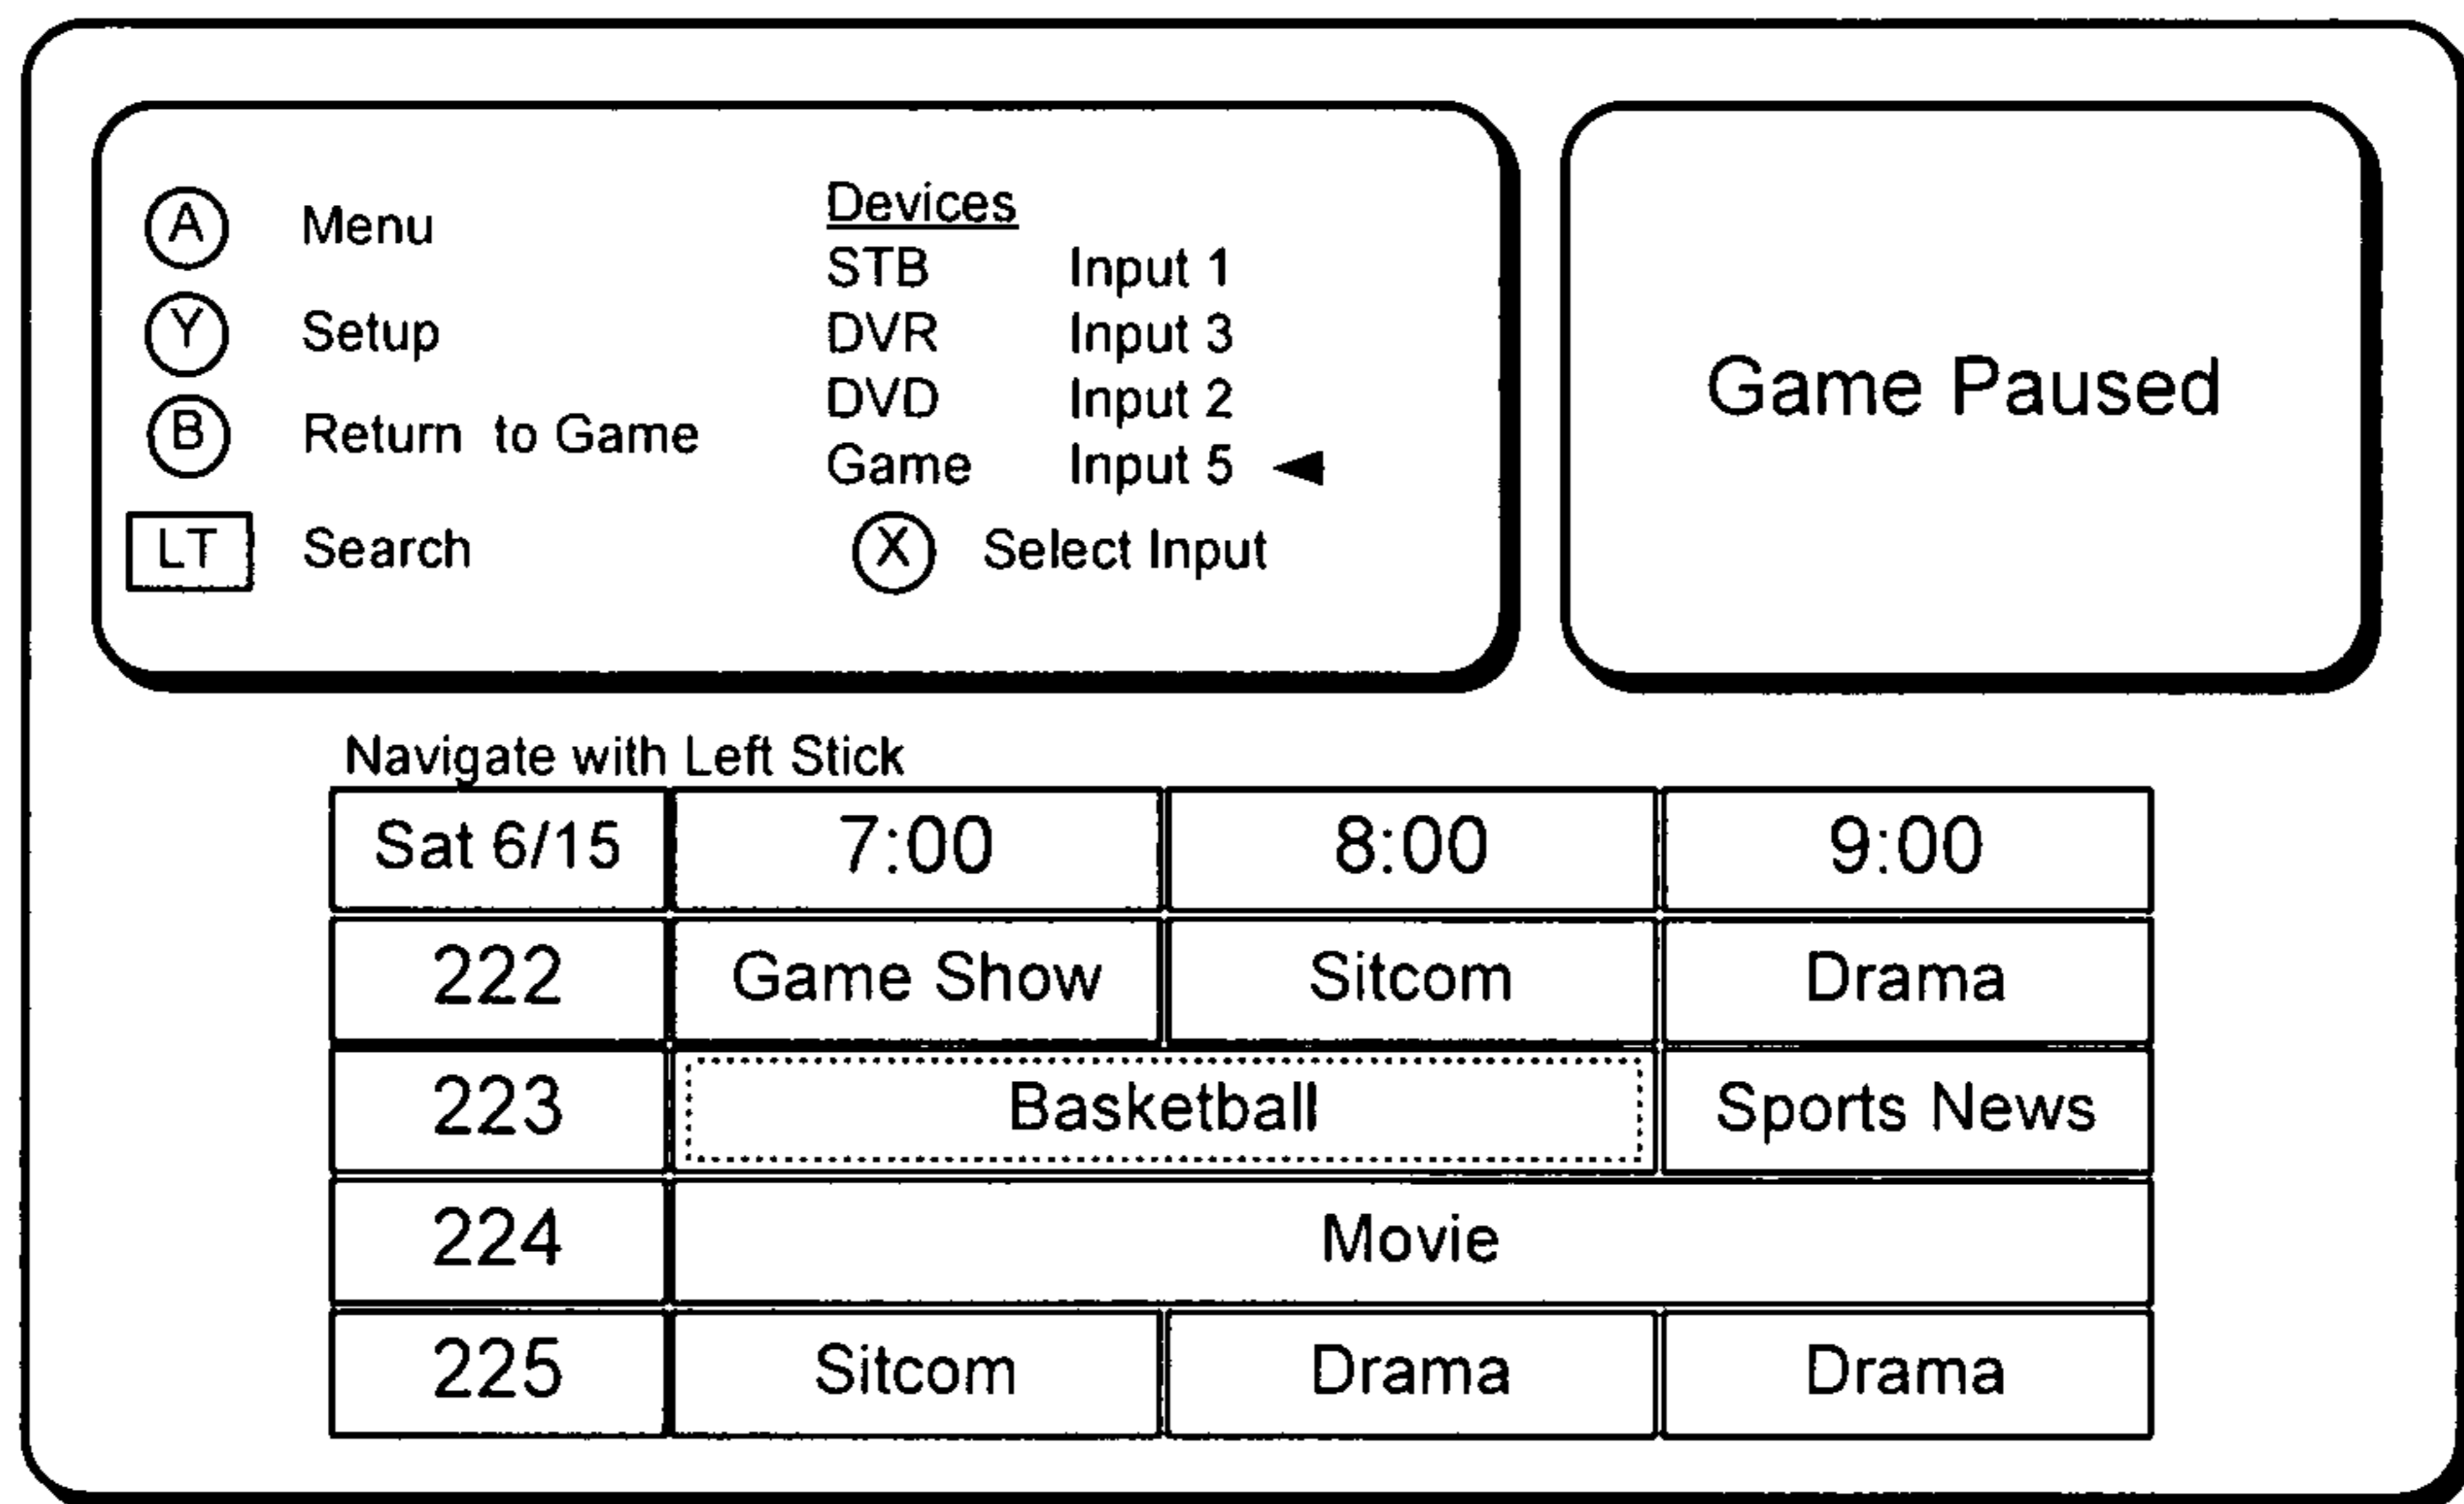 A Menu
Y Setup
B Return to Game
LT Search
Devices
STB Input 1
DVR Input 3
DVD Input 2
Game Input 5
X Select Input
Game Paused
Navigate with Left Stick
Sat 6/15 7:00 8:00 9:00
222 Game Show Sitcom Drama
223 Basketball Sports News
224 Movie
225 Sitcom Drama Drama